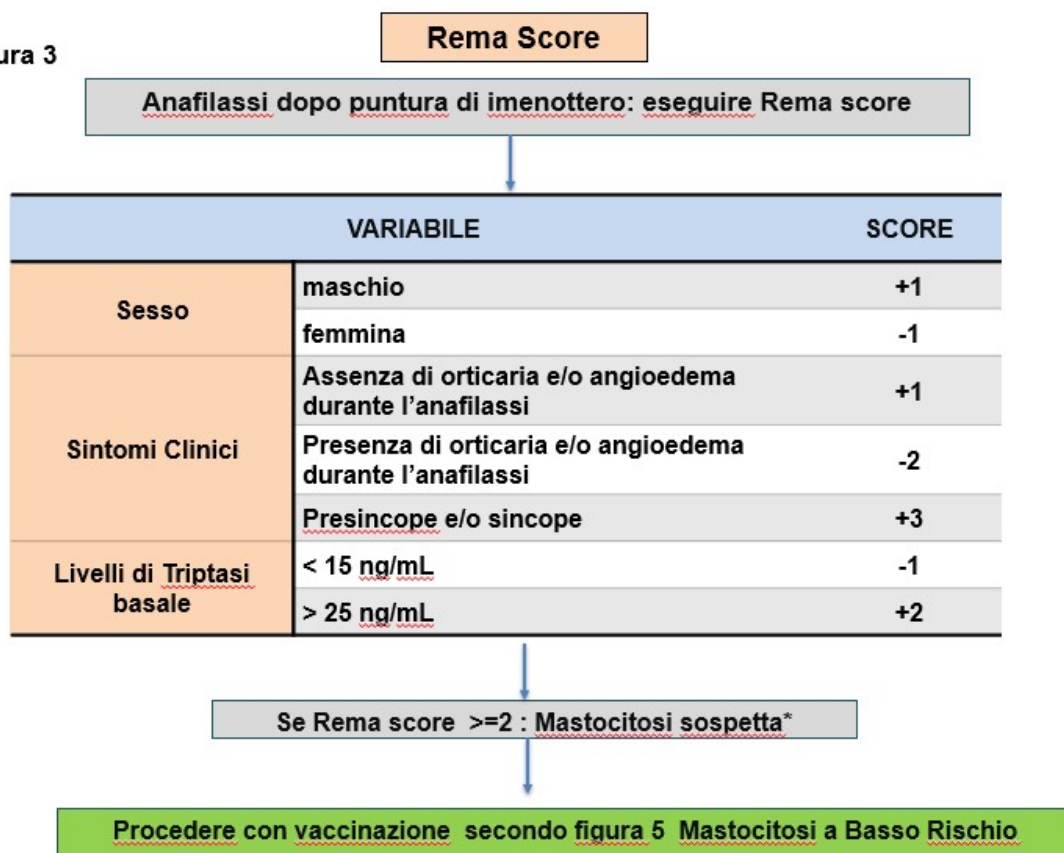 Rema Score
ura 3
Anafilassi dopo puntura di imenottero: eseguire Rema score
VARIABILE SCORE
Sesso
maschio +1
femmina -1
Sintomi Clinici
Assenza di orticaria e/o angioedema
durante l'anafilassi +1
Presenza di orticaria e/o angioedema
durante l'anafilassi -2
Presincope e/o sincope +3
Livelli di Triptasi
basale
< 15 ng/mL -1
> 25 ng/mL +2
Se Rema score >=2 : Mastocitosi sospetta*
Procedere con vaccinazione secondo figura 5 Mastocitosi a Basso Rischio